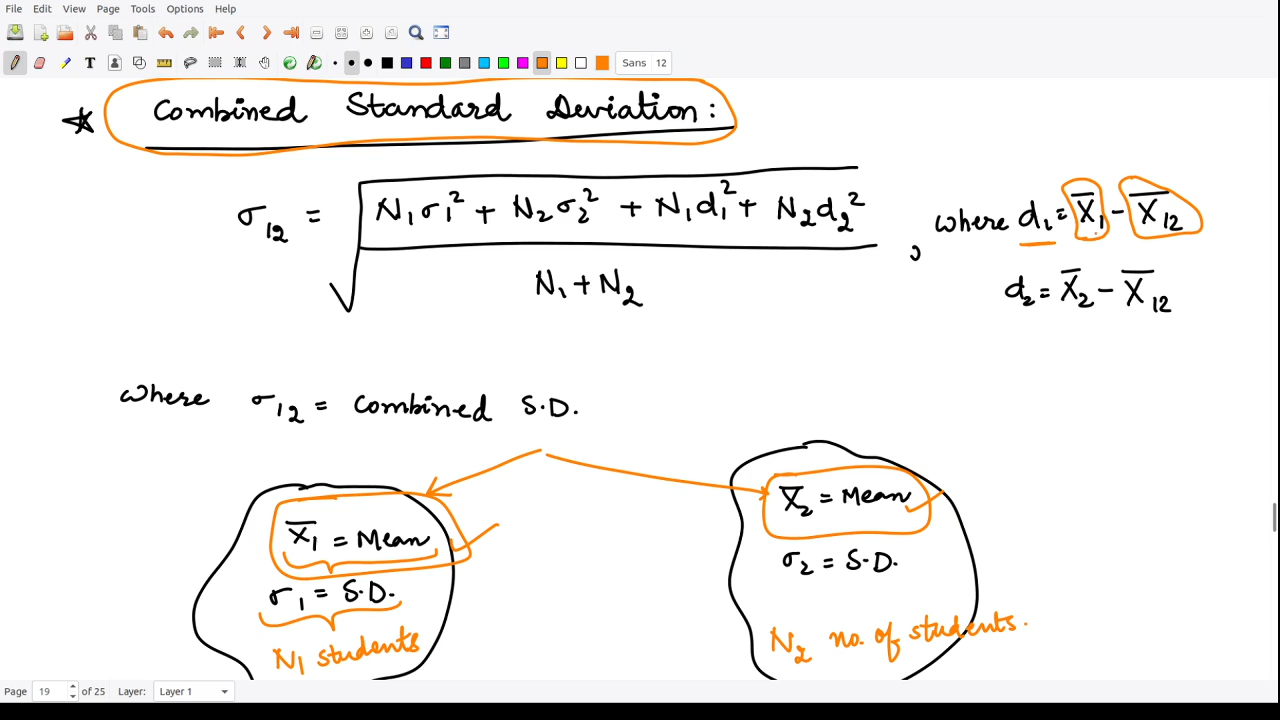 File Edit View Page Tools Options Help
Sans 12
★ Combined Standard Deviation:
σ₁₂ = √((N₁σ₁² + N₂σ₂² + N₁d₁² + N₂d₂²) / (N₁ + N₂)), where d₁ = X̄₁ − X̄₁₂
d₂ = X̄₂ − X̄₁₂
where σ₁₂ = combined S.D.
X̄₁ = Mean
σ₁ = S.D.
N₁ students
X̄₂ = Mean
σ₂ = S.D.
N₂ no. of students.
Page 19 of 25 Layer: Layer 1